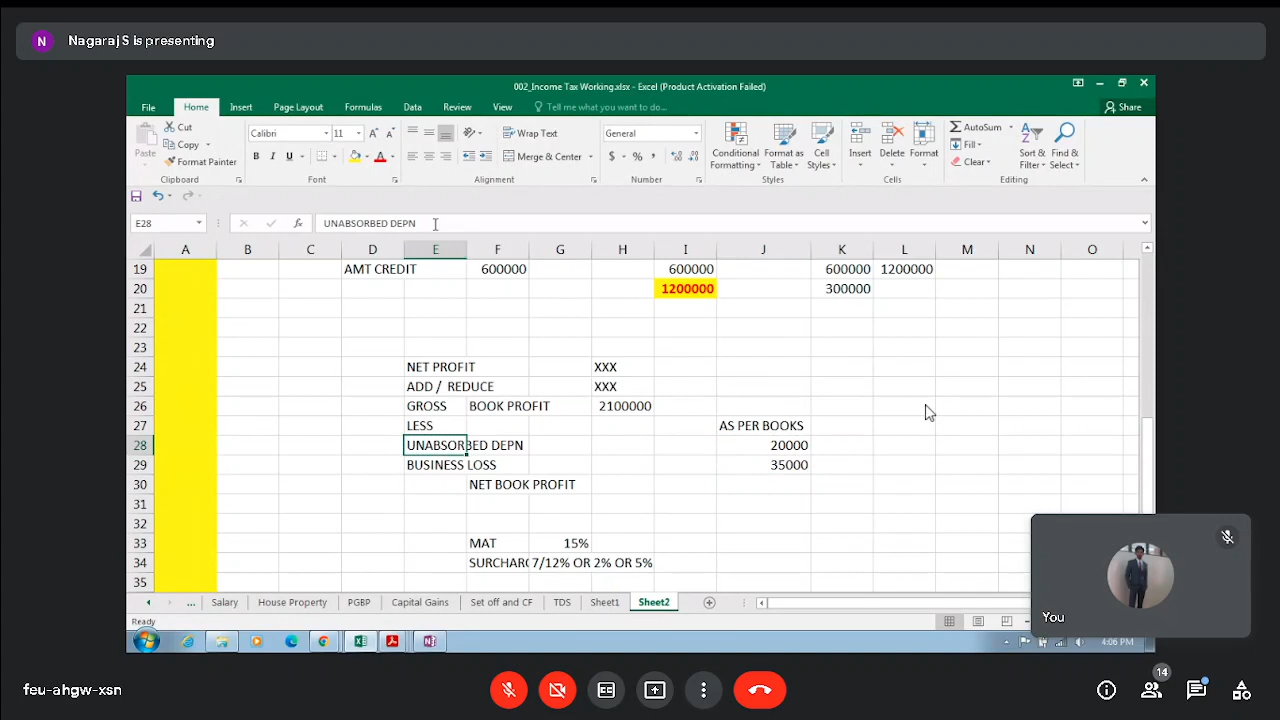 N Nagaraj S is presenting
002_Income Tax Working.xlsx - Excel (Product Activation Failed)
File Home Insert Page Layout Formulas Data Review View Tell me what you want to do... Share
Cut
Copy
Format Painter
Paste
Calibri 11
B I U
Wrap Text
Merge & Center
General
$ % ,
Conditional Formatting
Format as Table
Cell Styles
Insert Delete Format
AutoSum
Fill
Clear
Sort & Filter
Find & Select
Clipboard Font Alignment Number Styles Cells Editing
E28 fx UNABSORBED DEPN
A B C D E F G H I J K L M N O
19 AMT CREDIT 600000 600000 600000 1200000
20 1200000 300000
21
22
23
24 NET PROFIT XXX
25 ADD / REDUCE XXX
26 GROSS BOOK PROFIT 2100000
27 LESS AS PER BOOKS
28 UNABSORBED DEPN 20000
29 BUSINESS LOSS 35000
30 NET BOOK PROFIT
31
32
33 MAT 15%
34 SURCHARG 7/12% OR 2% OR 5%
35
... Salary House Property PGBP Capital Gains Set off and CF TDS Sheet1 Sheet2
Ready
You
4:06 PM
feu-ahgw-xsn
CC
14